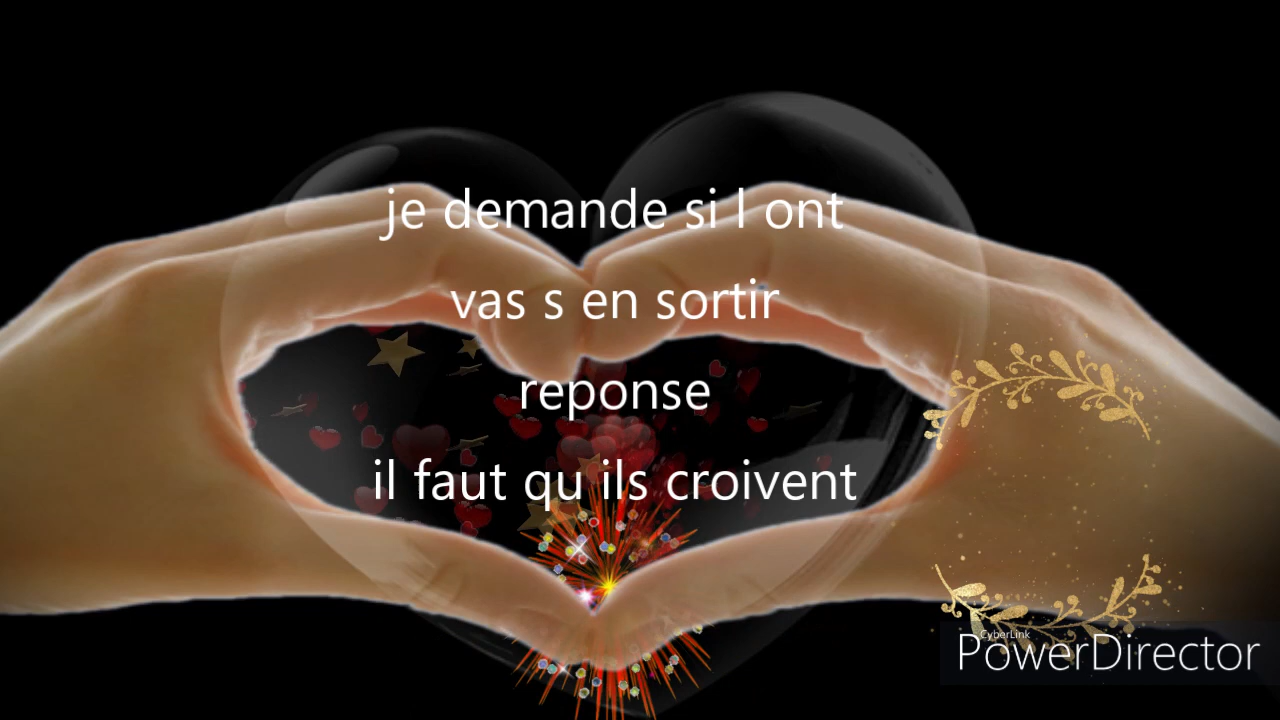 je demande si l ont
vas s en sortir
reponse
il faut qu ils croivent
CyberLink
PowerDirector